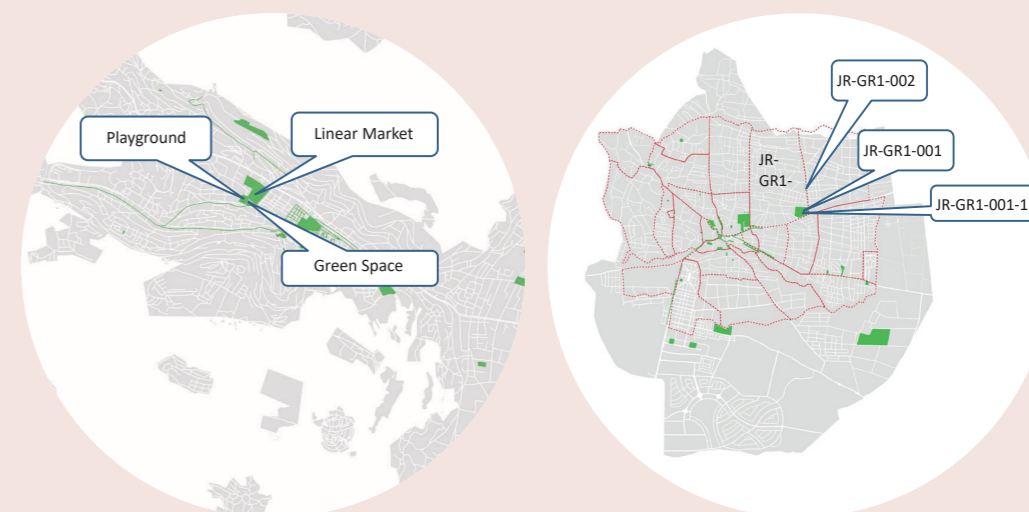 Playground
Linear Market
Green Space
JR-GR1-002
JR-GR1-001
JR-
GR1-
JR-GR1-001-1